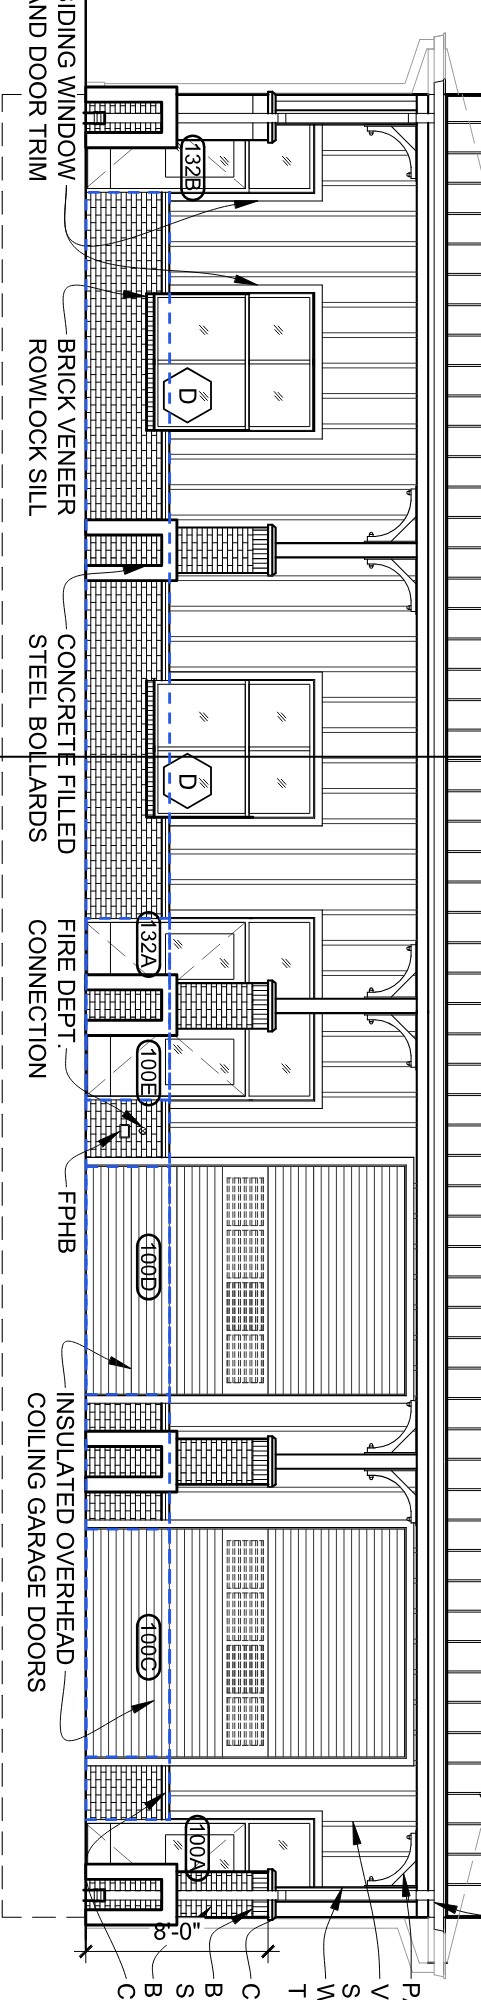 SIDING WINDOW
AND DOOR TRIM
BRICK VENEER
ROWLOCK SILL
CONCRETE FILLED
STEEL BOLLARDS
FIRE DEPT.
CONNECTION
FPHB
INSULATED OVERHEAD
COILING GARAGE DOORS
132B
D
D
132A
100E
100D
100C
100A
8'-0"
P
V
S
W
T
C
B
S
B
C